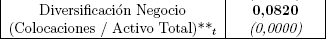 Diversificación Negocio 0,0820
(Colocaciones / Activo Total)**t (0,0000)